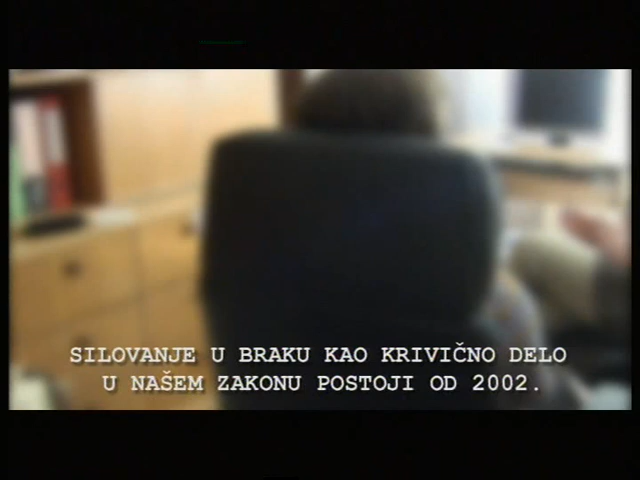 SILOVANJE U BRAKU KAO KRIVIČNO DELO
U NAŠEM ZAKONU POSTOJI OD 2002.